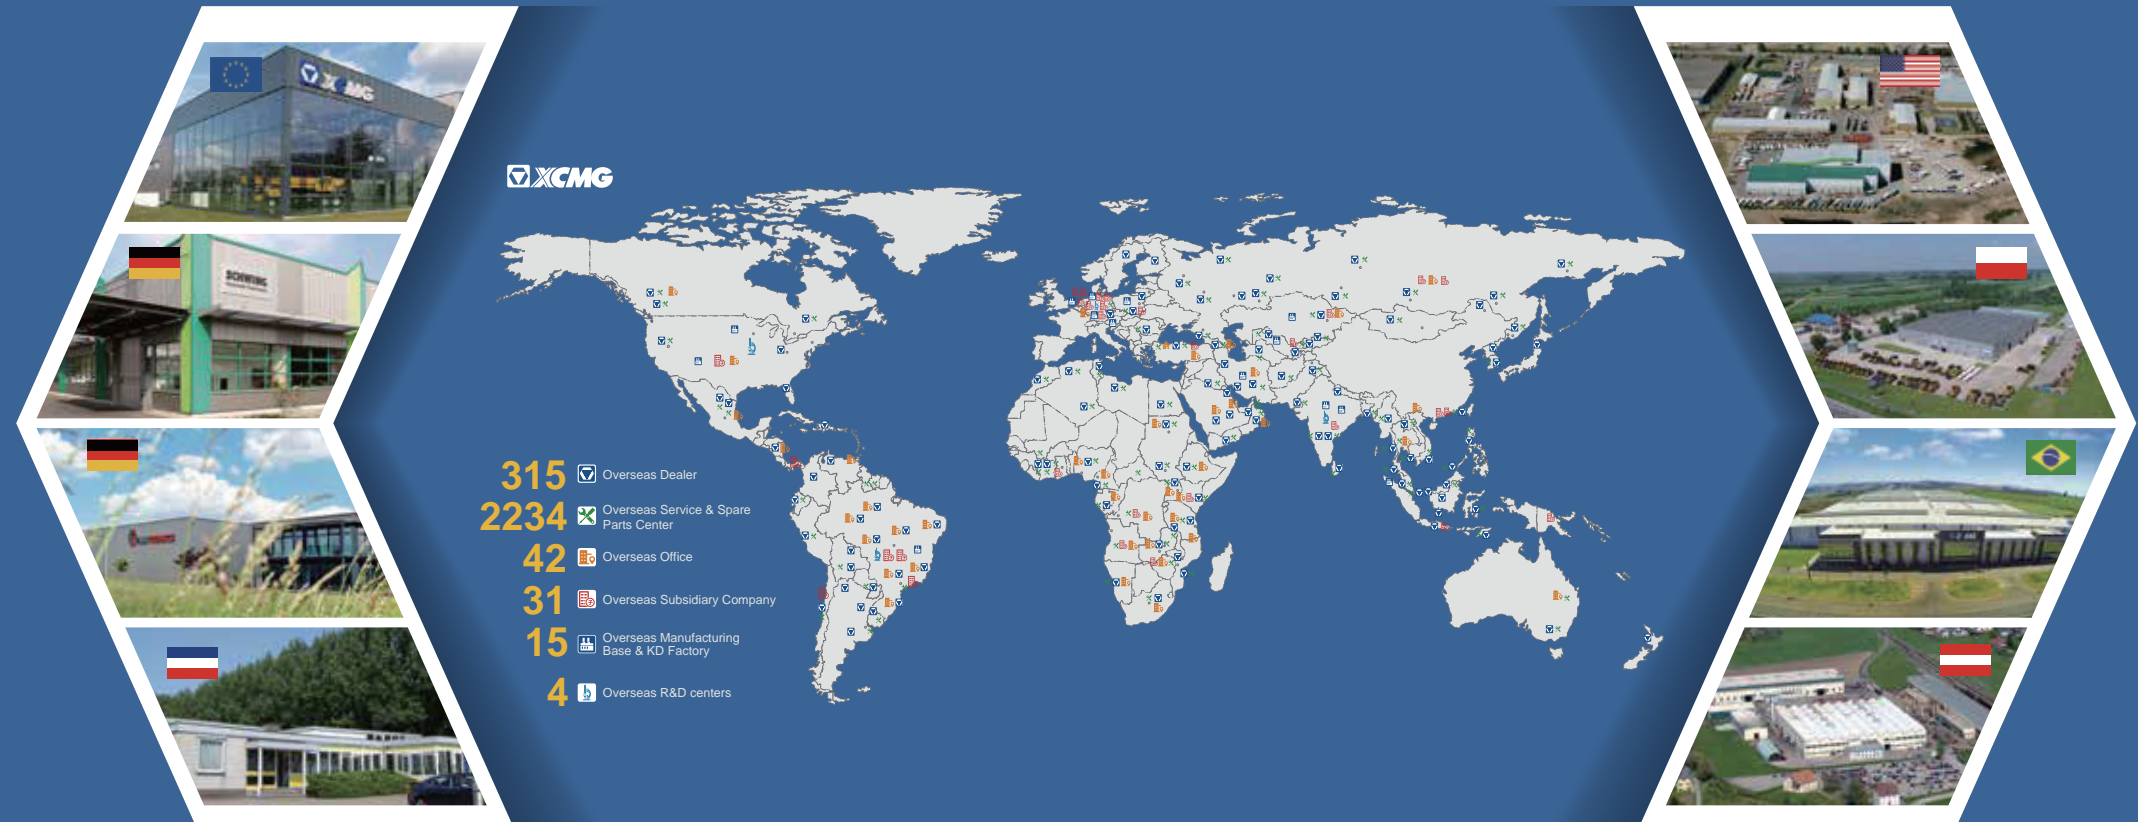 XCMG
SCHWING
XCMG
315 Overseas Dealer
2234 Overseas Service & Spare
Parts Center
42 Overseas Office
31 Overseas Subsidiary Company
15 Overseas Manufacturing
Base & KD Factory
4 Overseas R&D centers